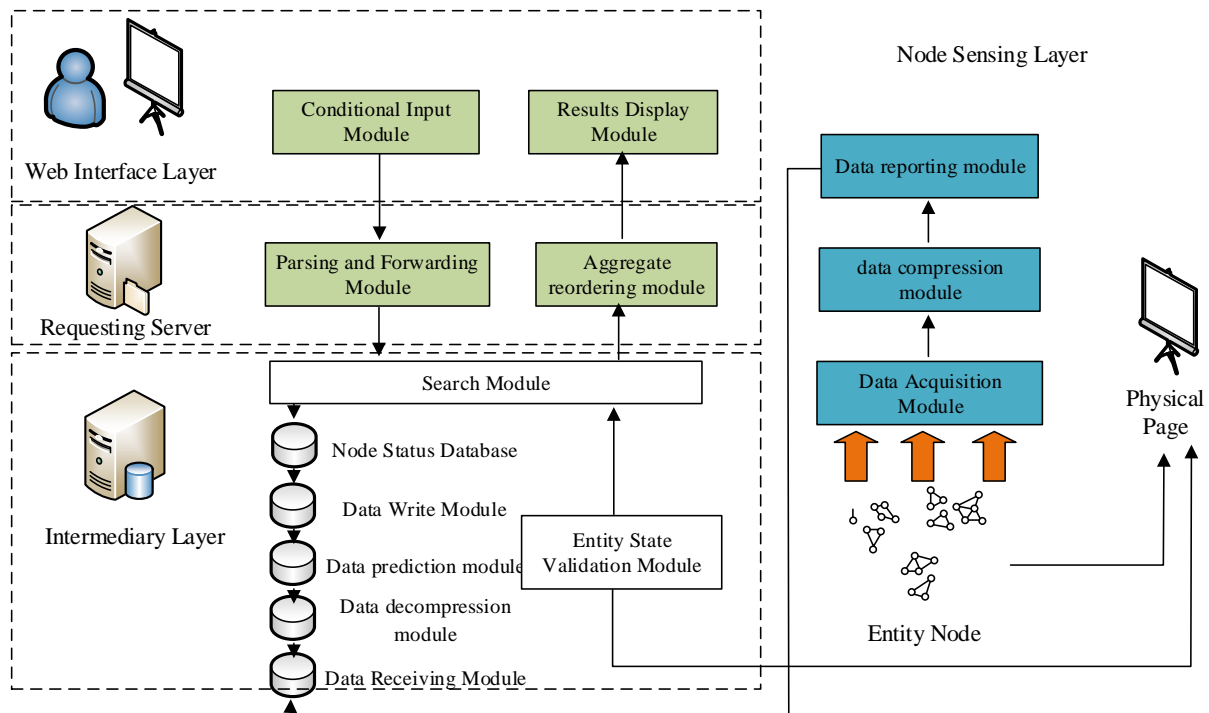 Node Sensing Layer
Conditional Input
Module
Results Display
Module
Web Interface Layer
Data reporting module
Parsing and Forwarding
Module
Aggregate
reordering module
data compression
module
Requesting Server
Search Module
Data Acquisition
Module
Physical
Page
Node Status Database
Data Write Module
Intermediary Layer
Entity State
Validation Module
Data prediction module
Data decompression
module
Entity Node
Data Receiving Module